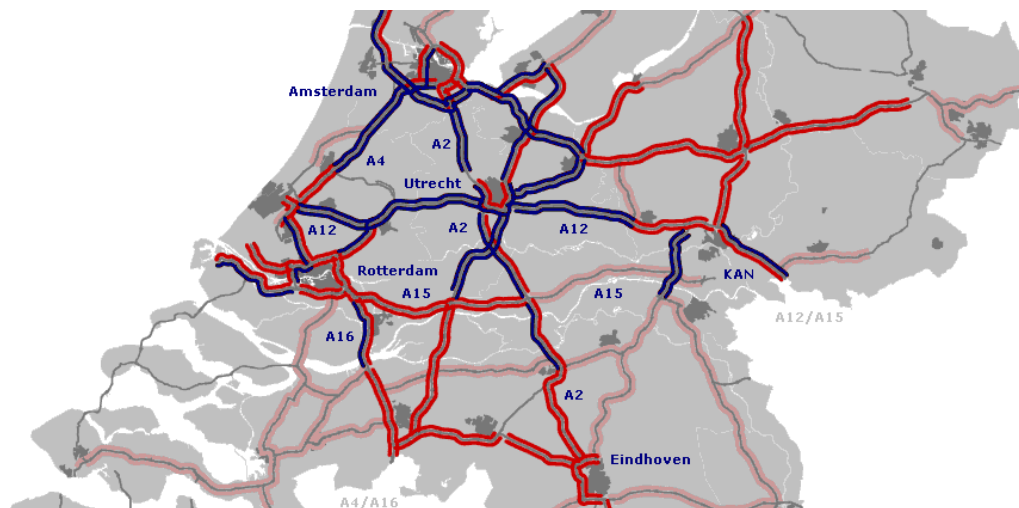 Amsterdam
A2
A4
Utrecht
A12
A2
A12
Rotterdam
KAN
A15
A15
A12/A15
A16
A2
Eindhoven
A4/A16